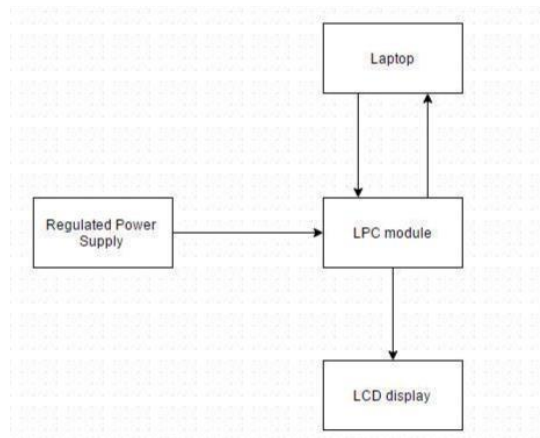 Laptop
Regulated Power
Supply
LPC module
LCD display